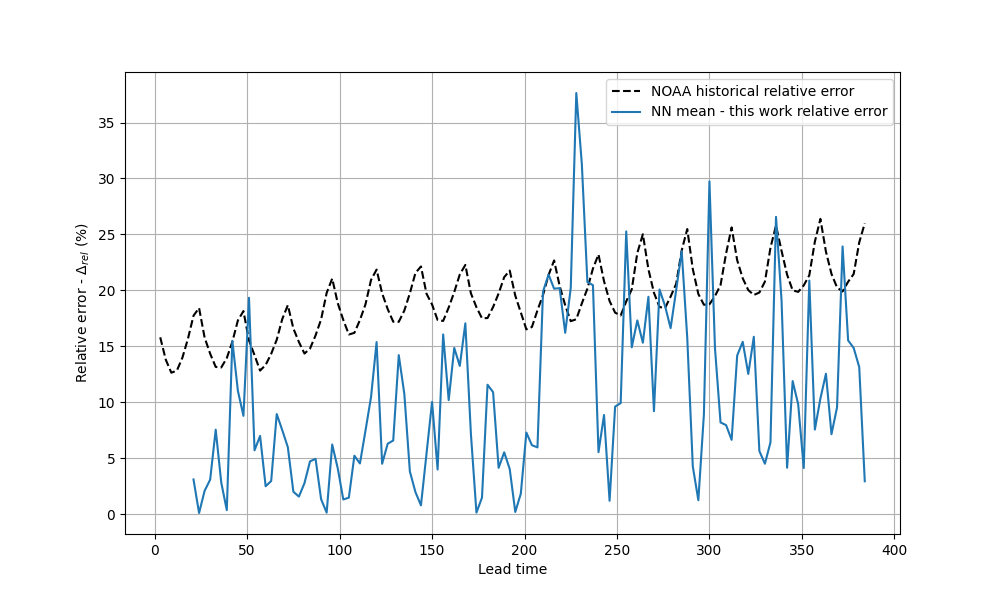 NOAA historical relative error
NN mean - this work relative error
35
30
25
20
15
10
5
0
Relative error - Δrel (%)
0 50 100 150 200 250 300 350 400
Lead time